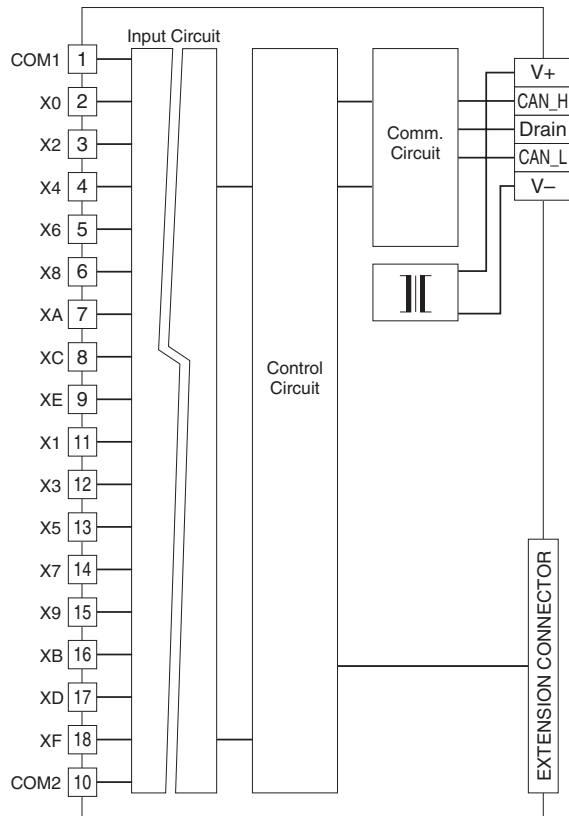 Input Circuit
COM1 1
X0 2
X2 3
X4 4
X6 5
X8 6
XA 7
XC 8
XE 9
X1 11
X3 12
X5 13
X7 14
X9 15
XB 16
XD 17
XF 18
COM2 10
Control
Circuit
Comm.
Circuit
V+
CAN_H
Drain
CAN_L
V–
EXTENSION CONNECTOR